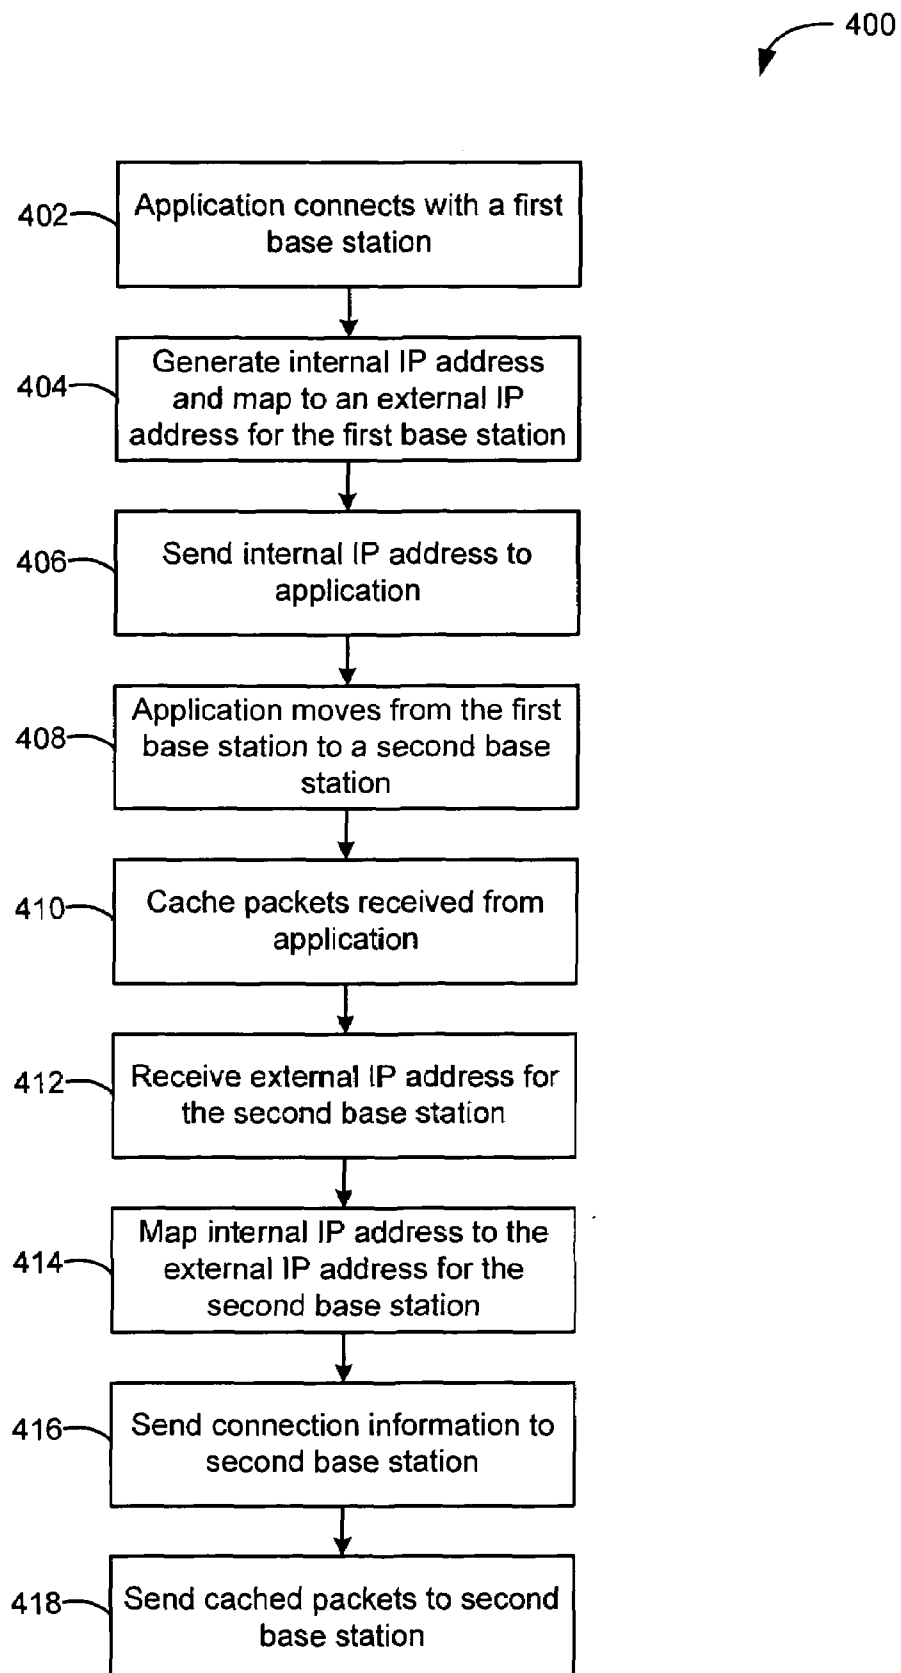 400
402
Application connects with a first
base station
404
Generate internal IP address
and map to an external IP
address for the first base station
406
Send internal IP address to
application
408
Application moves from the first
base station to a second base
station
410
Cache packets received from
application
412
Receive external IP address for
the second base station
414
Map internal IP address to the
external IP address for the
second base station
416
Send connection information to
second base station
418
Send cached packets to second
base station